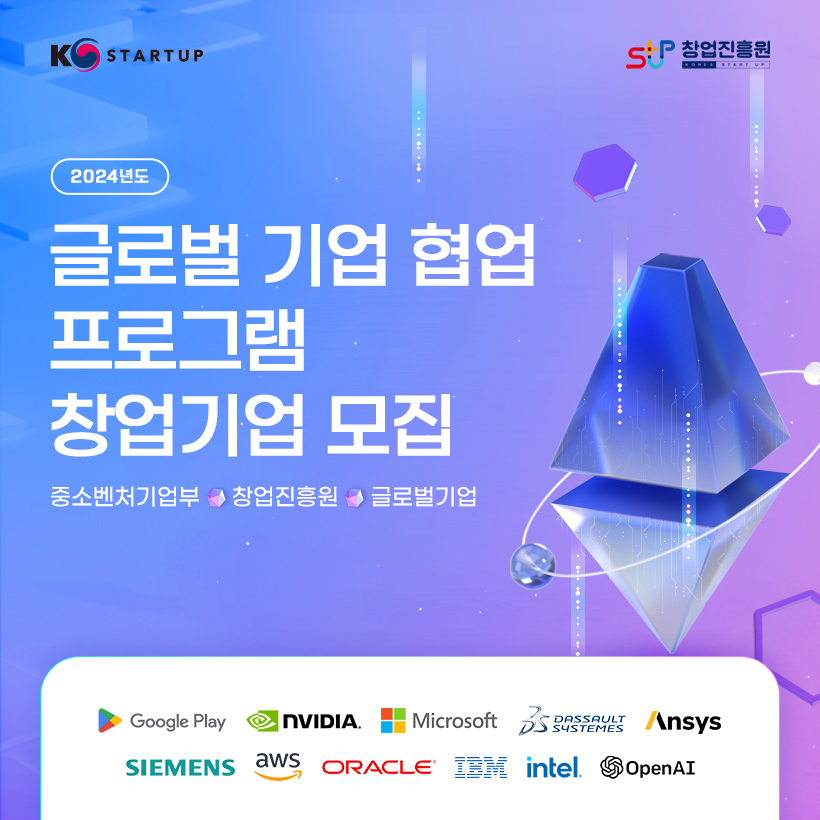 K STARTUP
STUP 창업진흥원
KOREA START UP
2024년도
글로벌 기업 협업
프로그램
창업기업 모집
중소벤처기업부 창업진흥원 글로벌기업
Google Play NVIDIA. Microsoft DASSAULT SYSTEMES Ansys
SIEMENS aws ORACLE IBM intel. OpenAI